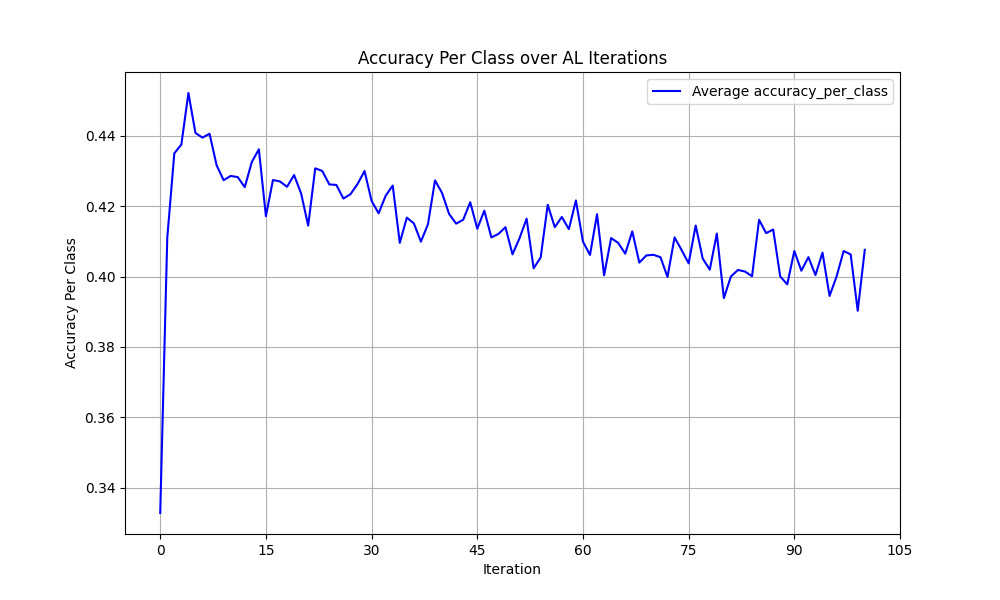 Accuracy Per Class over AL Iterations
Average accuracy_per_class
Accuracy Per Class
0.44
0.42
0.40
0.38
0.36
0.34
0 15 30 45 60 75 90 105
Iteration